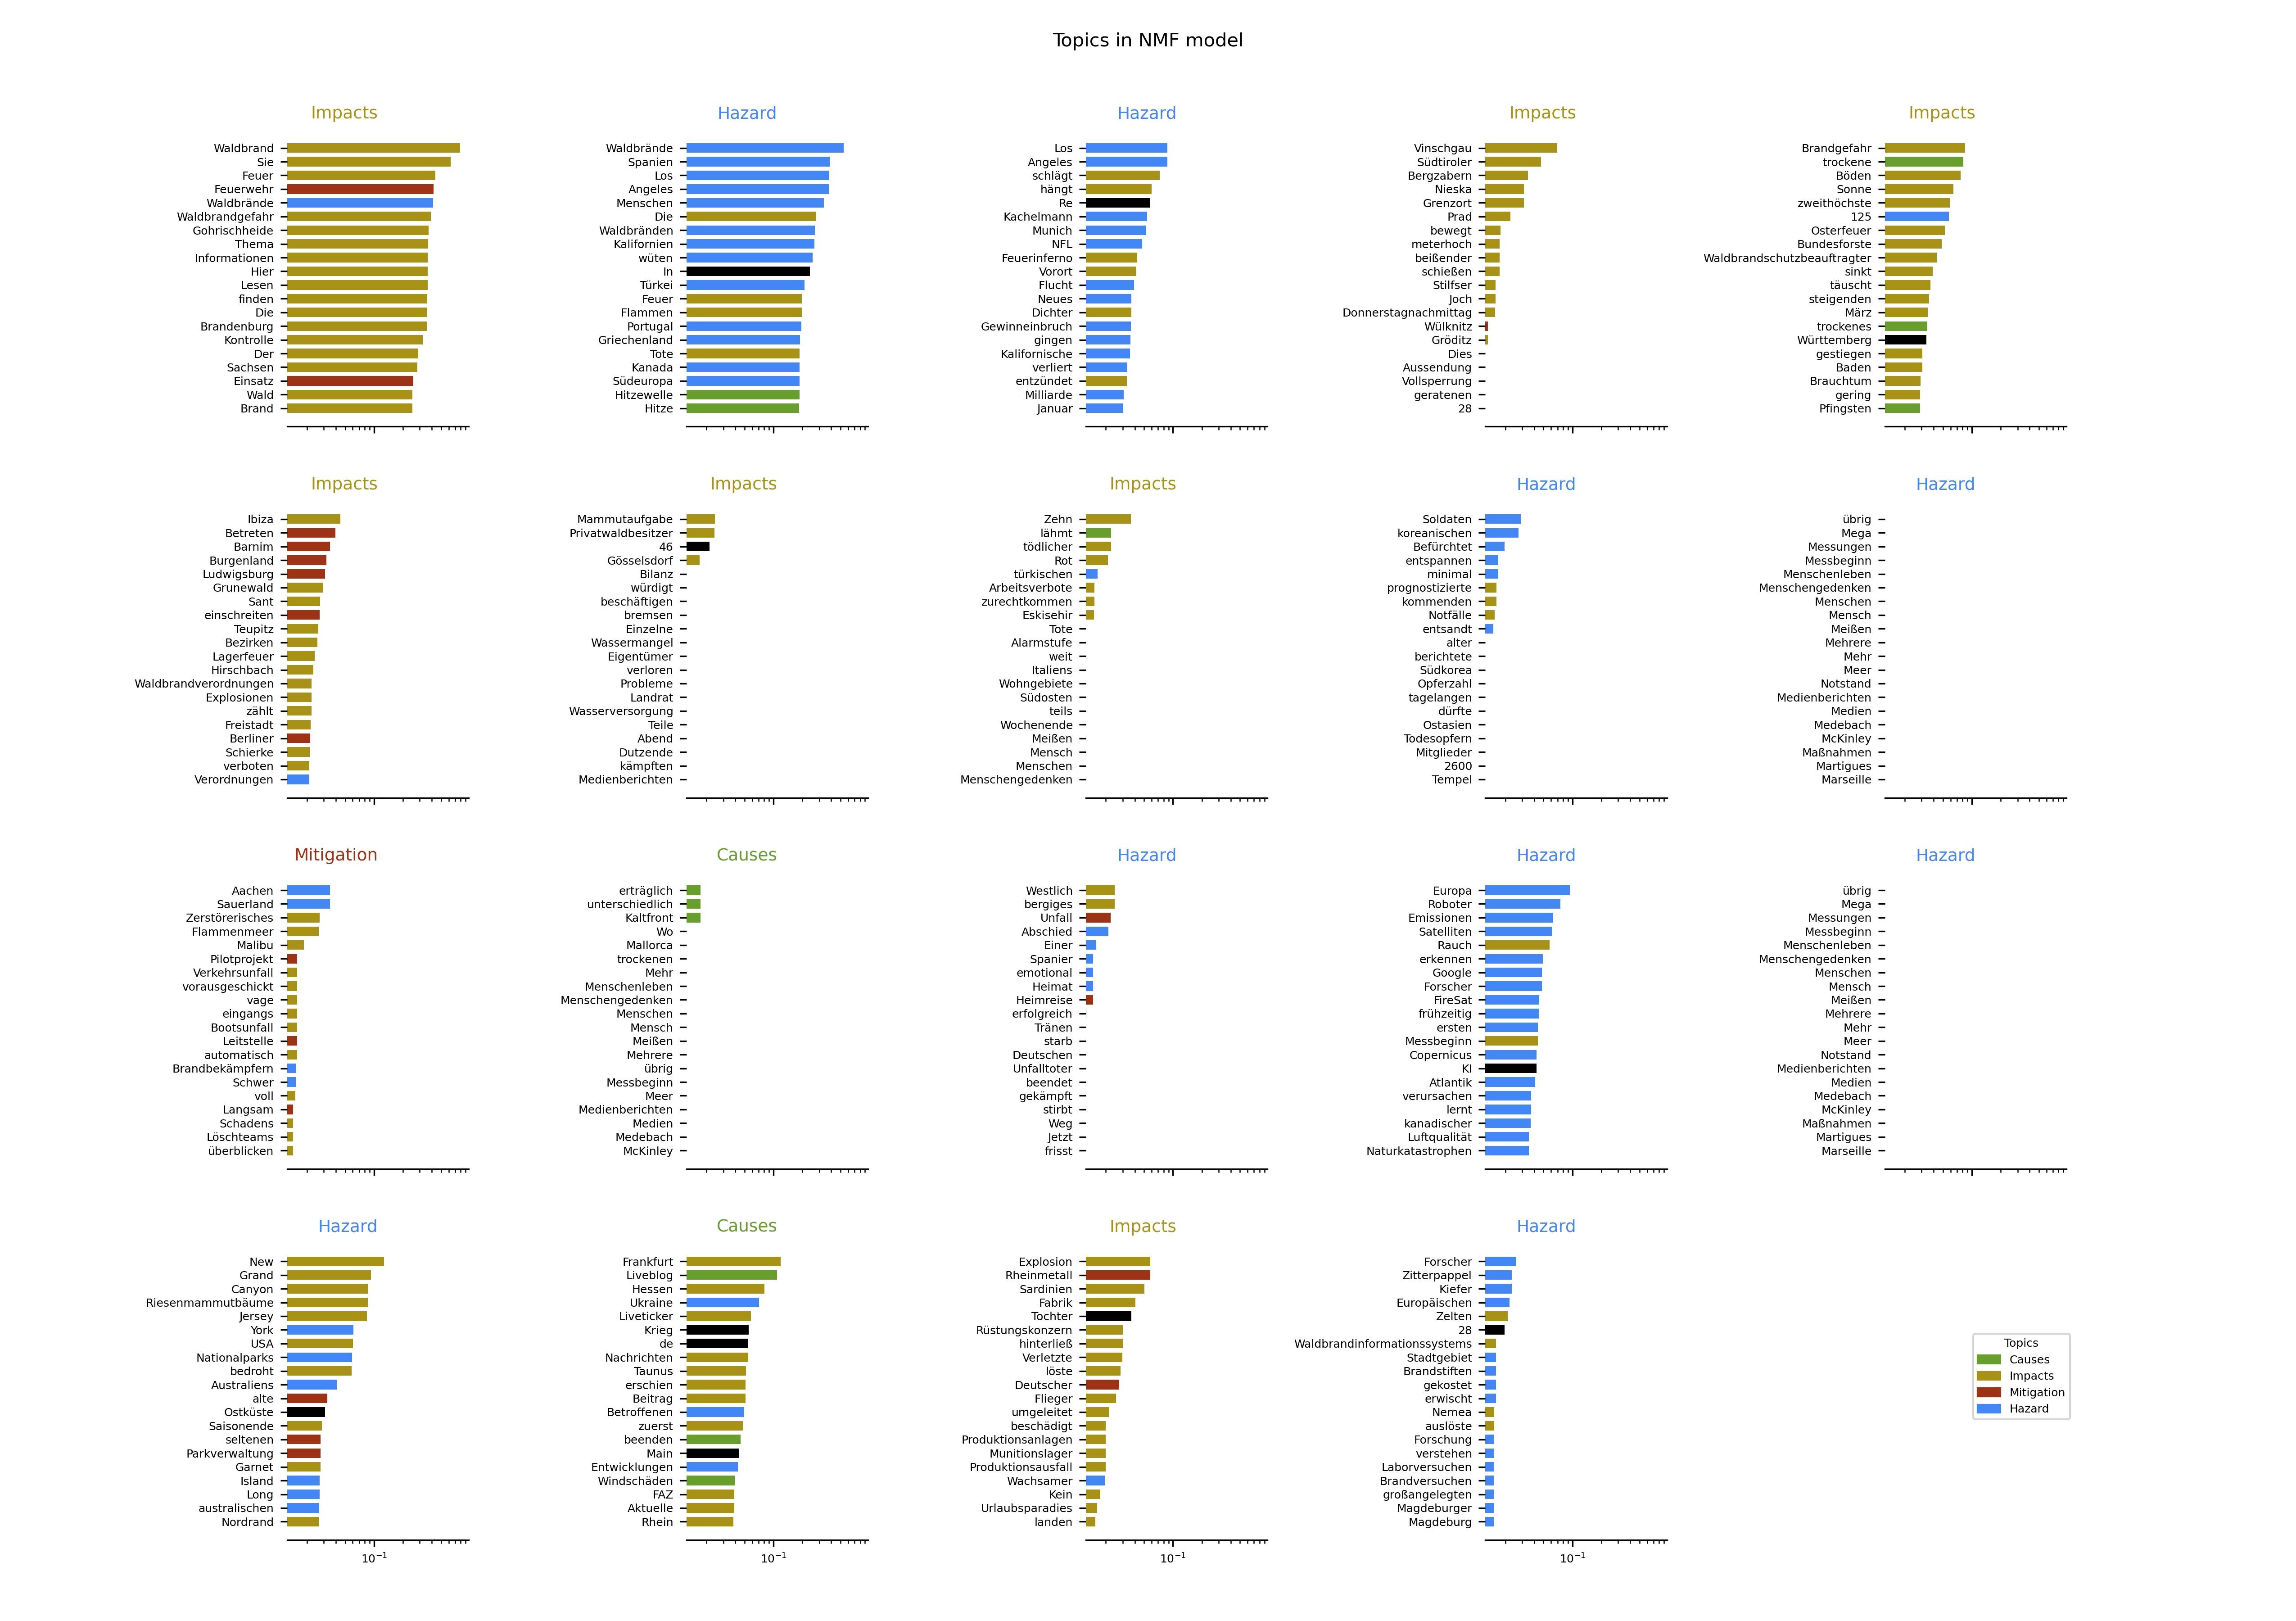 Topics in NMF model
Impacts
Waldbrand
Sie
Feuer
Feuerwehr
Waldbrände
Waldbrandgefahr
Gohrischheide
Thema
Informationen
Hier
Lesen
finden
Die
Brandenburg
Kontrolle
Der
Sachsen
Einsatz
Wald
Brand
Hazard
Waldbrände
Spanien
Los
Angeles
Menschen
Die
Waldbränden
Kalifornien
wüten
In
Türkei
Feuer
Flammen
Portugal
Griechenland
Tote
Kanada
Südeuropa
Hitzewelle
Hitze
Hazard
Los
Angeles
schlägt
hängt
Re
Kachelmann
Munich
NFL
Feuerinferno
Vorort
Flucht
Neues
Dichter
Gewinneinbruch
gingen
Kalifornische
verliert
entzündet
Milliarde
Januar
Impacts
Vinschgau
Südtiroler
Bergzabern
Nieska
Grenzort
Prad
bewegt
meterhoch
beißender
schießen
Stilfser
Joch
Donnerstagnachmittag
Wülknitz
Gröditz
Dies
Aussendung
Vollsperrung
geratenen
28
Impacts
Brandgefahr
trockene
Böden
Sonne
zweithöchste
125
Osterfeuer
Bundesforste
Waldbrandschutzbeauftragter
sinkt
täuscht
steigenden
März
trockenes
Württemberg
gestiegen
Baden
Brauchtum
gering
Pfingsten
Impacts
Ibiza
Betreten
Barnim
Burgenland
Ludwigsburg
Grunewald
Sant
einschreiten
Teupitz
Bezirken
Lagerfeuer
Hirschbach
Waldbrandverordnungen
Explosionen
zählt
Freistadt
Berliner
Schierke
verboten
Verordnungen
Impacts
Mammutaufgabe
Privatwaldbesitzer
46
Gösselsdorf
Bilanz
würdigt
beschäftigen
bremsen
Einzelne
Wassermangel
Eigentümer
verloren
Probleme
Landrat
Wasserversorgung
Teile
Abend
Dutzende
kämpften
Medienberichten
Impacts
Zehn
lähmt
tödlicher
Rot
türkischen
Arbeitsverbote
zurechtkommen
Eskisehir
Tote
Alarmstufe
weit
Italiens
Wohngebiete
Südosten
teils
Wochenende
Meißen
Mensch
Menschen
Menschengedenken
Hazard
Soldaten
koreanischen
Befürchtet
entspannen
minimal
prognostizierte
kommenden
Notfälle
entsandt
alter
berichtete
Südkorea
Opferzahl
tagelangen
dürfte
Ostasien
Todesopfern
Mitglieder
2600
Tempel
Hazard
übrig
Mega
Messungen
Messbeginn
Menschenleben
Menschengedenken
Menschen
Mensch
Meißen
Mehrere
Mehr
Meer
Notstand
Medienberichten
Medien
Medebach
McKinley
Maßnahmen
Martigues
Marseille
Mitigation
Aachen
Sauerland
Zerstörerisches
Flammenmeer
Malibu
Pilotprojekt
Verkehrsunfall
vorausgeschickt
vage
eingangs
Bootsunfall
Leitstelle
automatisch
Brandbekämpfern
Schwer
voll
Langsam
Schadens
Löschteams
überblicken
Causes
erträglich
unterschiedlich
Kaltfront
Wo
Mallorca
trockenen
Mehr
Menschenleben
Menschengedenken
Menschen
Mensch
Meißen
Mehrere
übrig
Messbeginn
Meer
Medienberichten
Medien
Medebach
McKinley
Hazard
Westlich
bergiges
Unfall
Abschied
Einer
Spanier
emotional
Heimat
Heimreise
erfolgreich
Tränen
starb
Deutschen
Unfalltoter
beendet
gekämpft
stirbt
Weg
Jetzt
frisst
Hazard
Europa
Roboter
Emissionen
Satelliten
Rauch
erkennen
Google
Forscher
FireSat
frühzeitig
ersten
Messbeginn
Copernicus
KI
Atlantik
verursachen
lernt
kanadischer
Luftqualität
Naturkatastrophen
Hazard
übrig
Mega
Messungen
Messbeginn
Menschenleben
Menschengedenken
Menschen
Mensch
Meißen
Mehrere
Mehr
Meer
Notstand
Medienberichten
Medien
Medebach
McKinley
Maßnahmen
Martigues
Marseille
Hazard
New
Grand
Canyon
Riesenmammutbäume
Jersey
York
USA
Nationalparks
bedroht
Australiens
alte
Ostküste
Saisonende
seltenen
Parkverwaltung
Garnet
Island
Long
australischen
Nordrand
10⁻¹
Causes
Frankfurt
Liveblog
Hessen
Ukraine
Liveticker
Krieg
de
Nachrichten
Taunus
erschien
Beitrag
Betroffenen
zuerst
beenden
Main
Entwicklungen
Windschäden
FAZ
Aktuelle
Rhein
10⁻¹
Impacts
Explosion
Rheinmetall
Sardinien
Fabrik
Tochter
Rüstungskonzern
hinterließ
Verletzte
löste
Deutscher
Flieger
umgeleitet
beschädigt
Produktionsanlagen
Munitionslager
Produktionsausfall
Wachsamer
Kein
Urlaubsparadies
landen
10⁻¹
Hazard
Forscher
Zitterpappel
Kiefer
Europäischen
Zelten
28
Waldbrandinformationssystems
Stadtgebiet
Brandstiften
gekostet
erwischt
Nemea
auslöste
Forschung
verstehen
Laborversuchen
Brandversuchen
großangelegten
Magdeburger
Magdeburg
10⁻¹
Topics
Causes
Impacts
Mitigation
Hazard